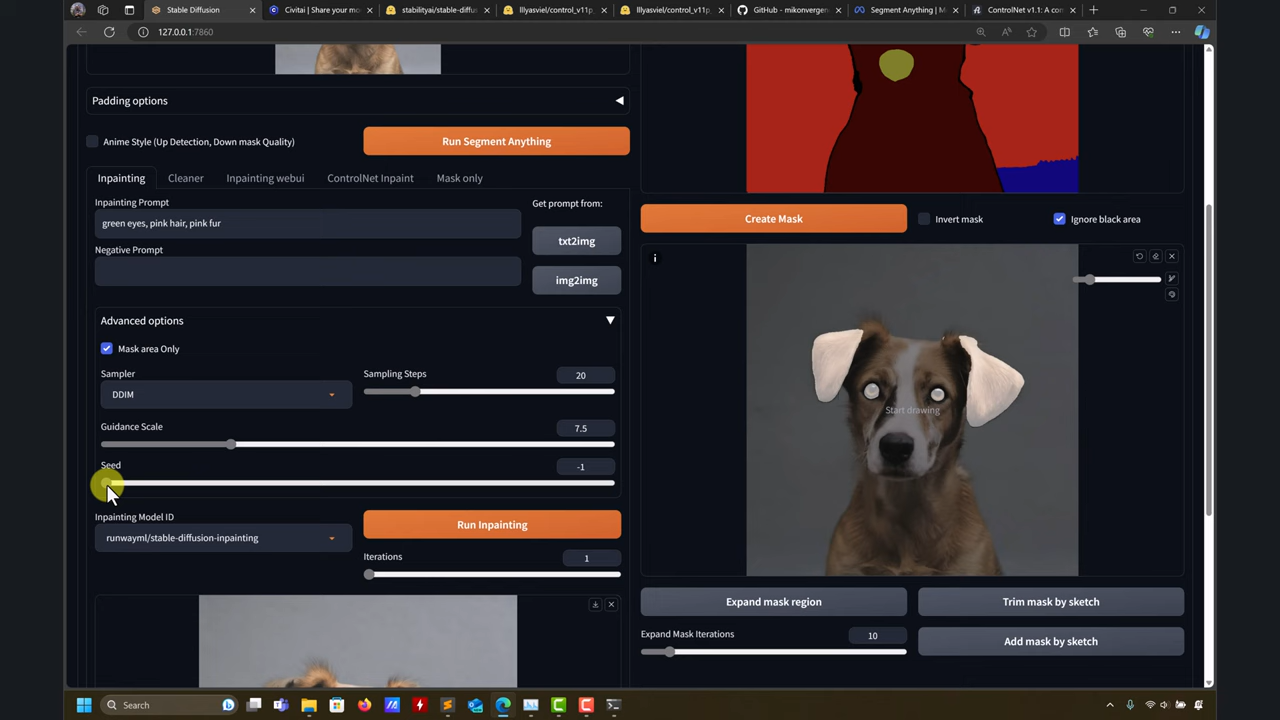 Stable Diffusion
Civitai | Share your mo
stabilityai/stable-diffusi
lllyasviel/control_v11p_
lllyasviel/control_v11p_
GitHub - mikonvergen
Segment Anything | M
ControlNet v1.1: A con
127.0.0.1:7860
Padding options
Anime Style (Up Detection, Down mask Quality)
Run Segment Anything
Inpainting
Cleaner
Inpainting webui
ControlNet Inpaint
Mask only
Inpainting Prompt
Get prompt from:
green eyes, pink hair, pink fur
txt2img
Negative Prompt
img2img
Advanced options
Mask area Only
Sampler
Sampling Steps
20
DDIM
Guidance Scale
7.5
Seed
-1
Inpainting Model ID
runwayml/stable-diffusion-inpainting
Run Inpainting
Iterations
1
Create Mask
Invert mask
Ignore black area
Start drawing
Expand mask region
Trim mask by sketch
Expand Mask Iterations
10
Add mask by sketch
Search